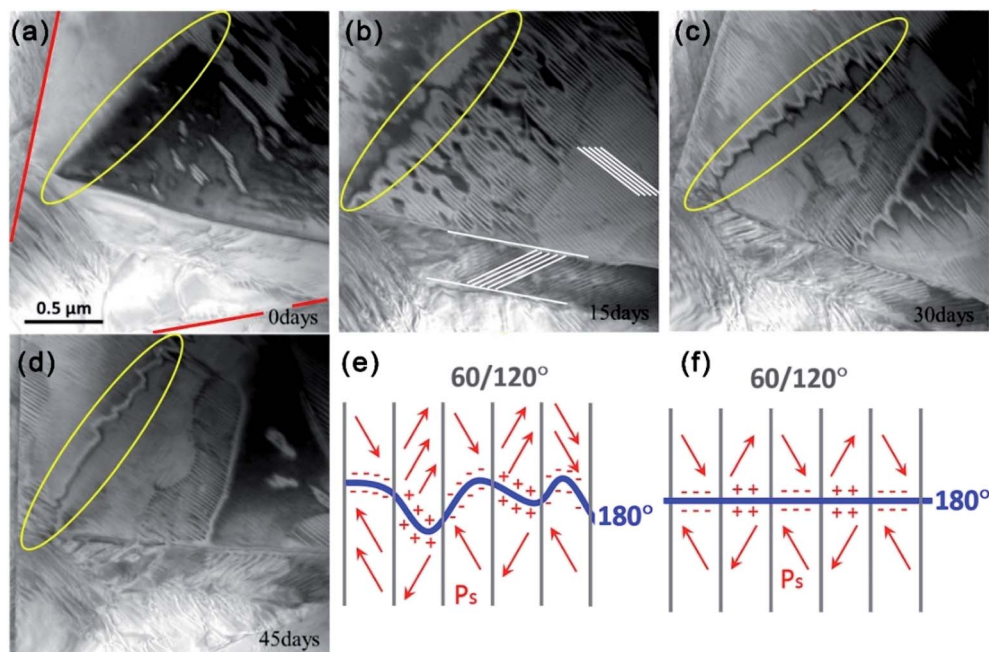 (a)
0.5 µm
0days
(b)
15days
(c)
30days
(d)
45days
(e)
60/120°
- - - -
- - - -
+ + + +
+ + + +
- -
- - -
+ + + +
+ + + +
- - -
- -
180°
Ps
(f)
60/120°
- - - - + + - - - - + + - - - -
- - - - + + - - - - + + - - - -
180°
Ps